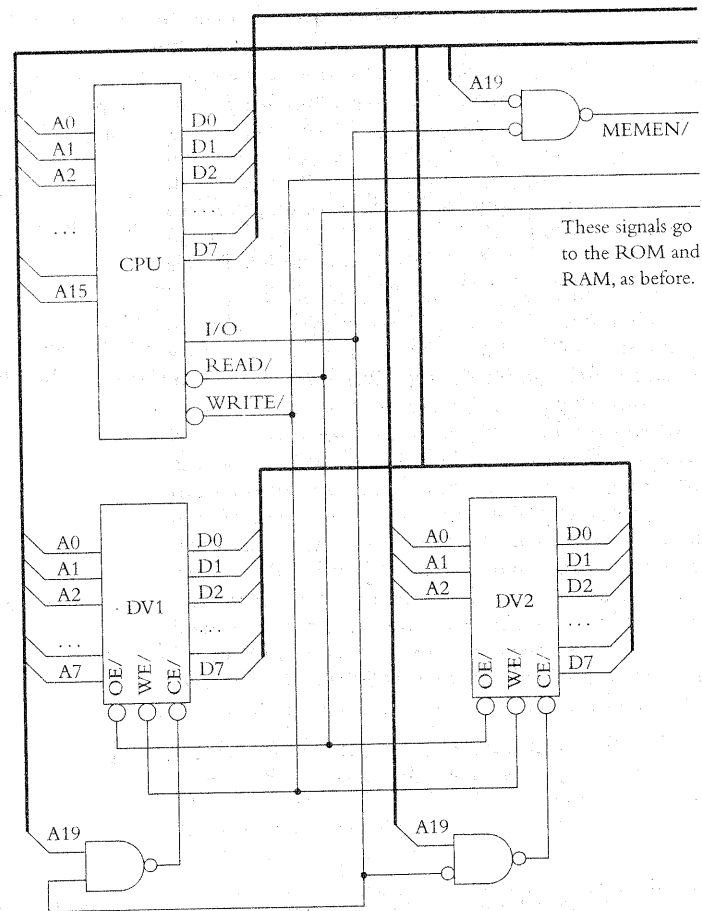 A19
MEMEN/
A0
A1
A2
...
A15
CPU
D0
D1
D2
...
D7
I/O
READ/
WRITE/
These signals go
to the ROM and
RAM, as before.
A0
A1
A2
...
A7
DV1
D0
D1
D2
...
D7
OE/
WE/
CE/
A0
A1
A2
DV2
D0
D1
D2
...
D7
OE/
WE/
CE/
A19
A19